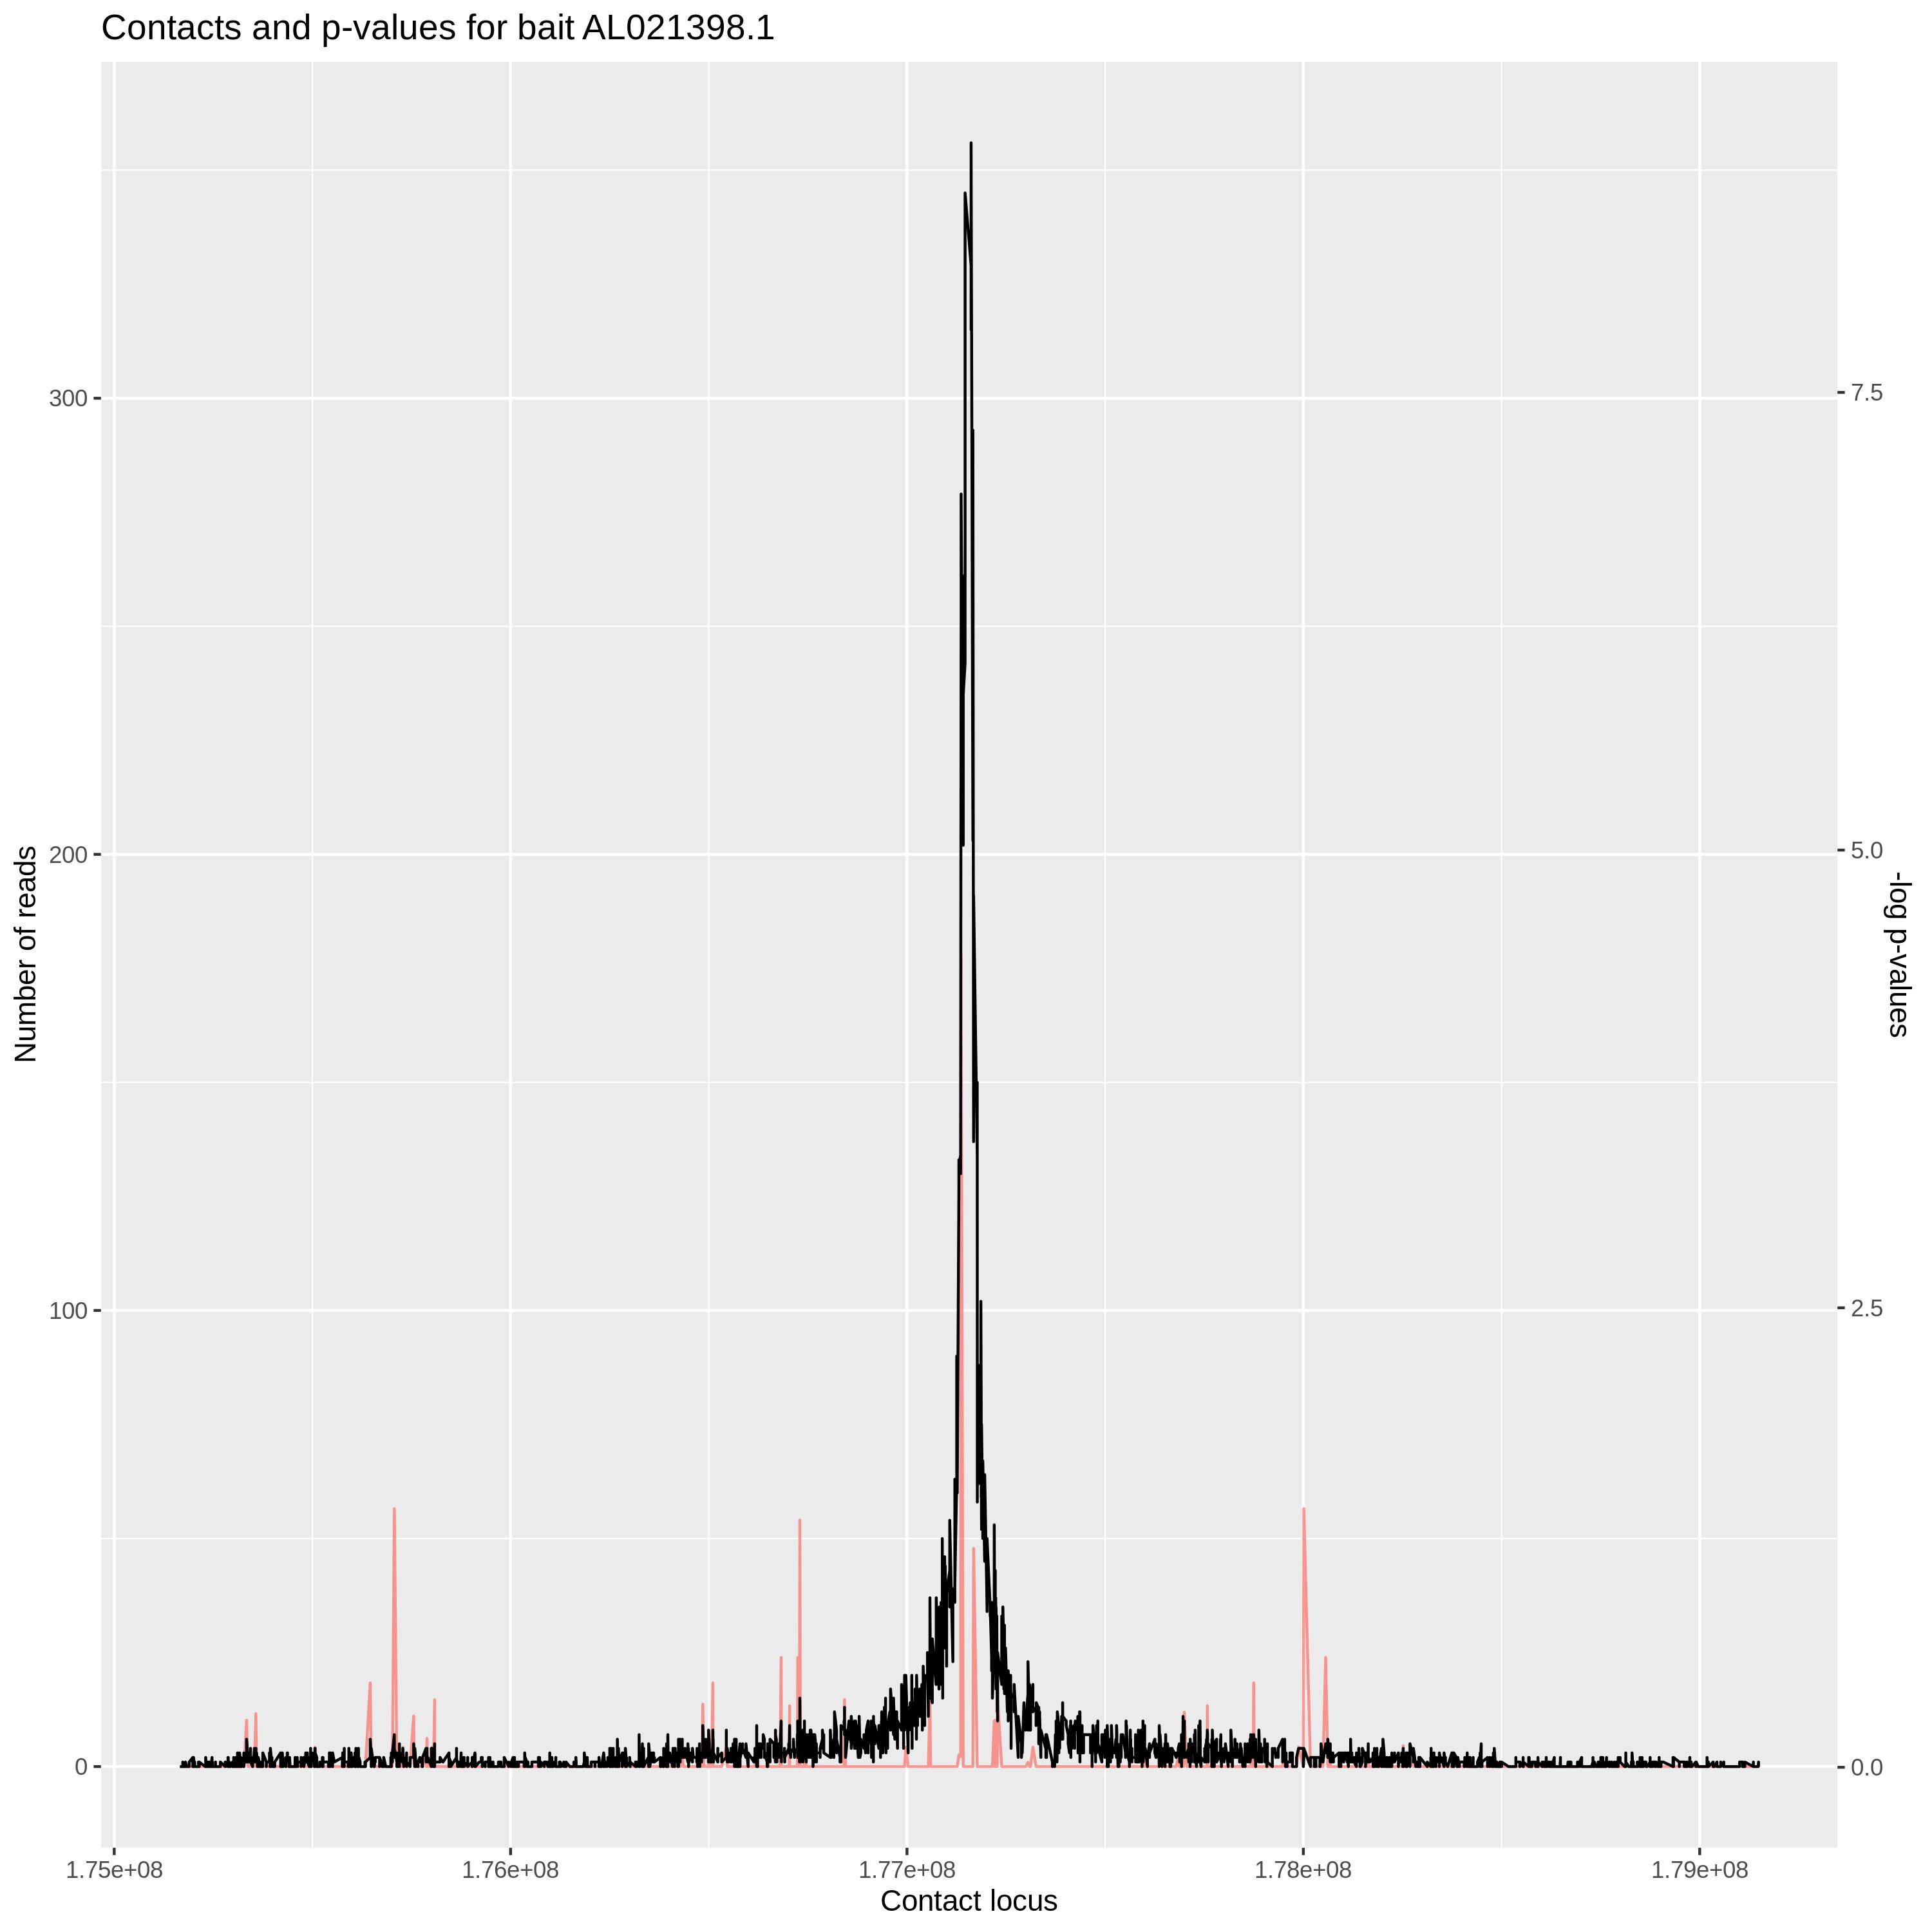 Contacts and p-values for bait AL021398.1
Number of reads
300
200
100
0
7.5
5.0
2.5
0.0
-log p-values
1.75e+08
1.76e+08
1.77e+08
1.78e+08
1.79e+08
Contact locus